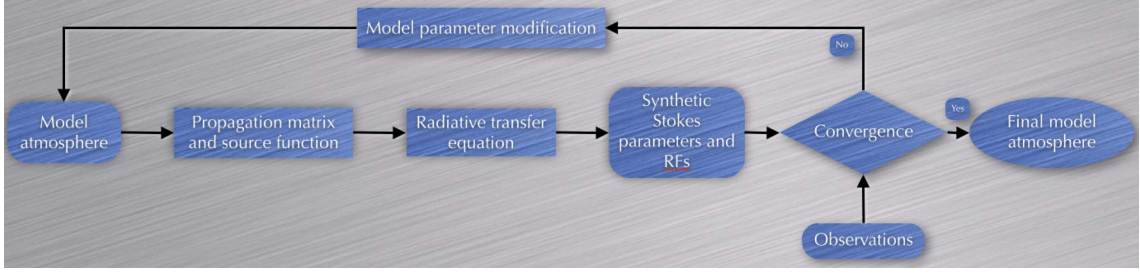 Model parameter modification
No
Model
atmosphere
Propagation matrix
and source function
Radiative transfer
equation
Synthetic
Stokes
parameters and
RFs
Convergence
Yes
Final model
atmosphere
Observations